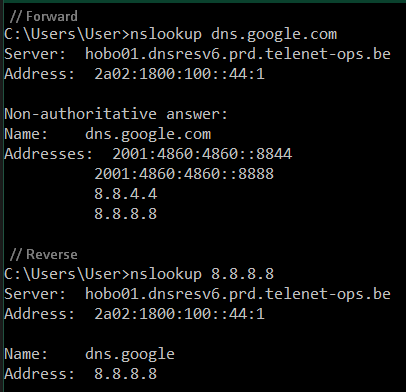 // Forward
C:\Users\User>nslookup dns.google.com
Server:  hobo01.dnsresv6.prd.telenet-ops.be
Address:  2a02:1800:100::44:1
Non-authoritative answer:
Name:    dns.google.com
Addresses:  2001:4860:4860::8844
2001:4860:4860::8888
8.8.4.4
8.8.8.8
// Reverse
C:\Users\User>nslookup 8.8.8.8
Server:  hobo01.dnsresv6.prd.telenet-ops.be
Address:  2a02:1800:100::44:1
Name:    dns.google
Address:  8.8.8.8